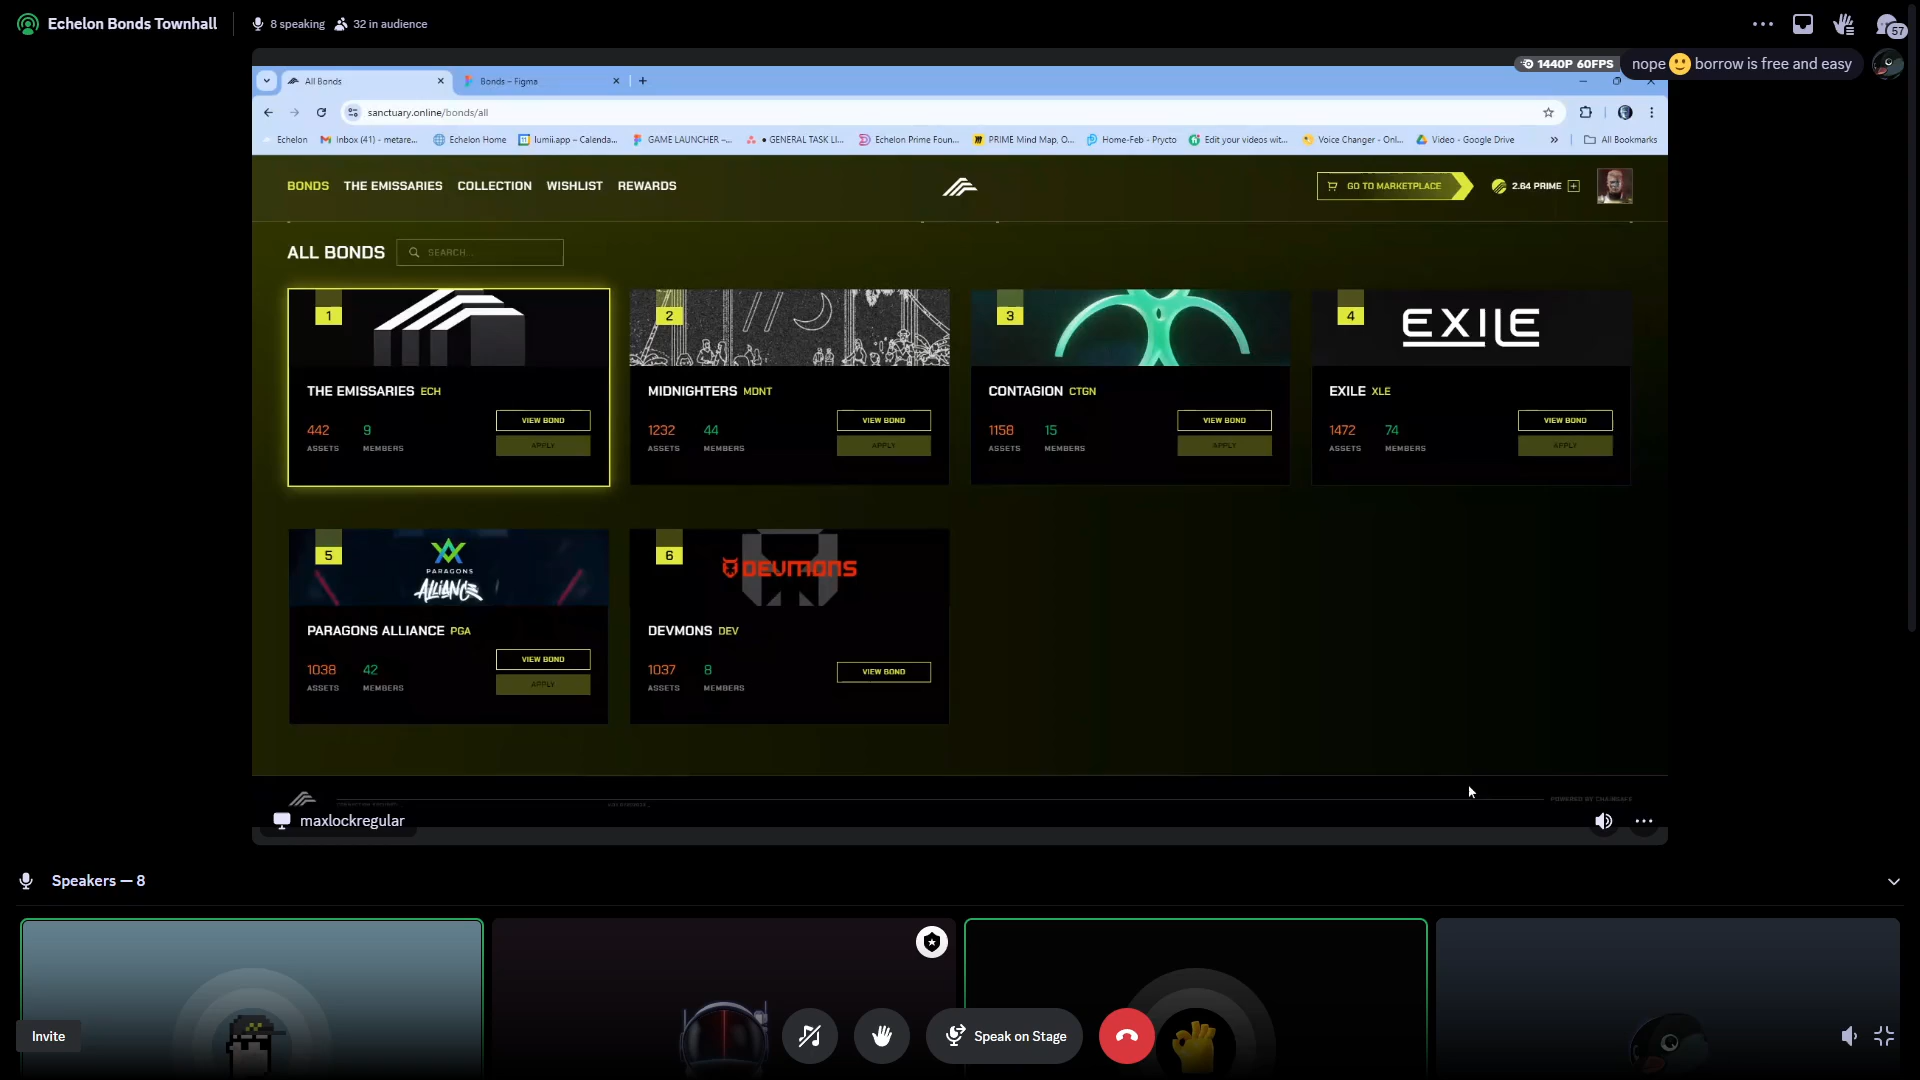 Echelon Bonds Townhall
8 speaking
32 in audience
57
1440P 60FPS
nope 🙂 borrow is free and easy
All Bonds
Bonds – Figma
sanctuary.online/bonds/all
Echelon
Inbox (41) - metare...
Echelon Home
lumii.app – Calenda...
GAME LAUNCHER –...
• GENERAL TASK LI...
Echelon Prime Foun...
PRIME Mind Map, O...
Home-Feb - Prycto
Edit your videos wit...
Voice Changer - Onl...
Video - Google Drive
»
All Bookmarks
BONDS
THE EMISSARIES
COLLECTION
WISHLIST
REWARDS
GO TO MARKETPLACE
2.64 PRIME
ALL BONDS
SEARCH..
1
THE EMISSARIES ECH
442
9
ASSETS
MEMBERS
VIEW BOND
APPLY
2
MIDNIGHTERS MDNT
1232
44
ASSETS
MEMBERS
VIEW BOND
APPLY
3
CONTAGION CTGN
1158
15
ASSETS
MEMBERS
VIEW BOND
APPLY
4
EXILE
EXILE XLE
1472
74
ASSETS
MEMBERS
VIEW BOND
APPLY
5
PARAGONS
ALLIANCE
PARAGONS ALLIANCE PGA
1038
42
ASSETS
MEMBERS
VIEW BOND
APPLY
6
DEVMONS
DEVMONS DEV
1037
8
ASSETS
MEMBERS
VIEW BOND
POWERED BY CHAINSAFE
maxlockregular
Speakers — 8
Invite
Speak on Stage